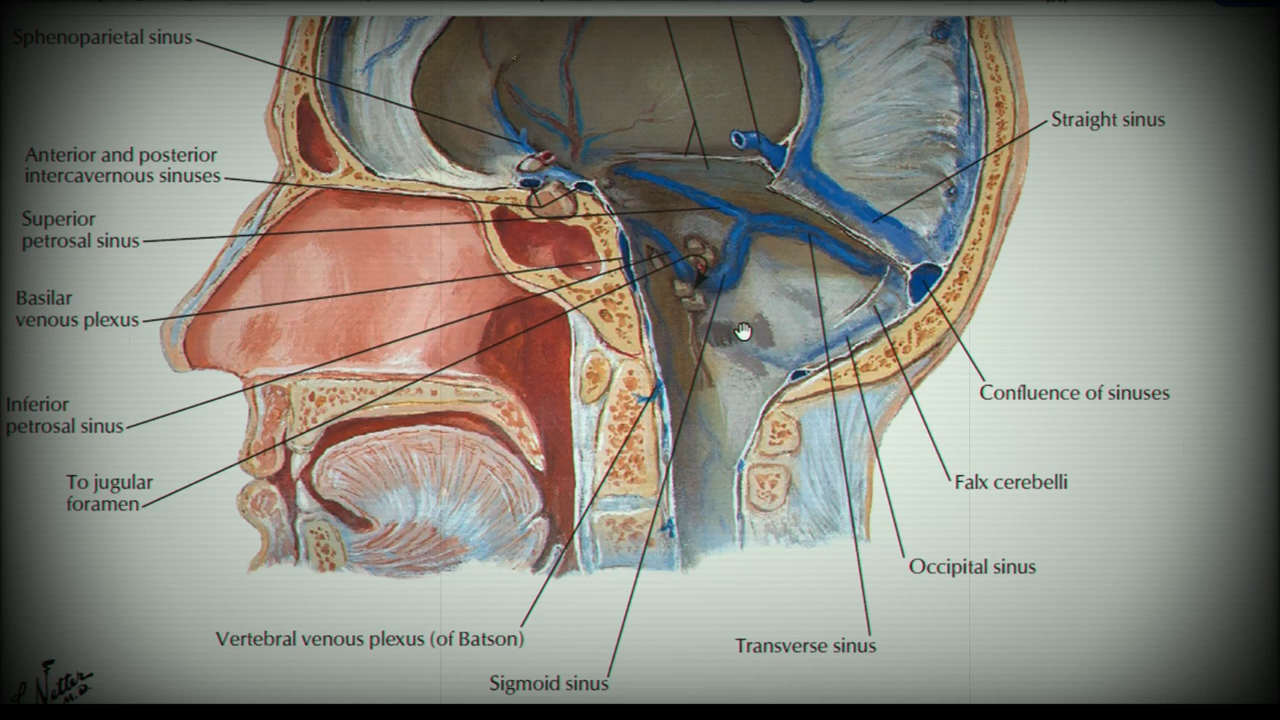 Sphenoparietal sinus
Anterior and posterior
intercavernous sinuses
Superior
petrosal sinus
Basilar
venous plexus
Inferior
petrosal sinus
To jugular
foramen
Vertebral venous plexus (of Batson)
Sigmoid sinus
Transverse sinus
Occipital sinus
Falx cerebelli
Confluence of sinuses
Straight sinus
Netter
M.D.